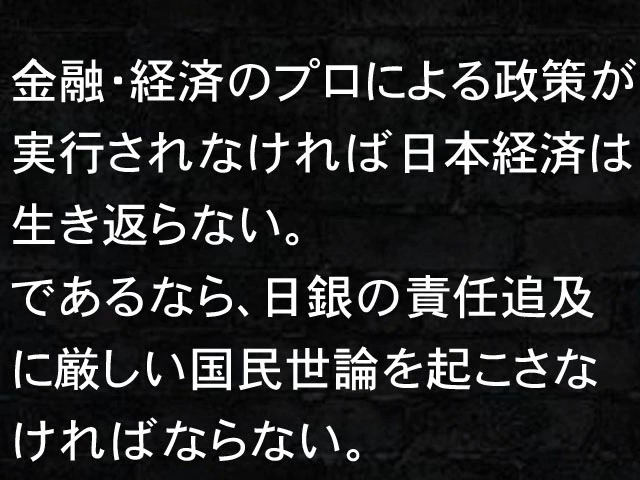 金融・経済のプロによる政策が
実行されなければ日本経済は
生き返らない。
であるなら、日銀の責任追及
に厳しい国民世論を起こさな
ければならない。